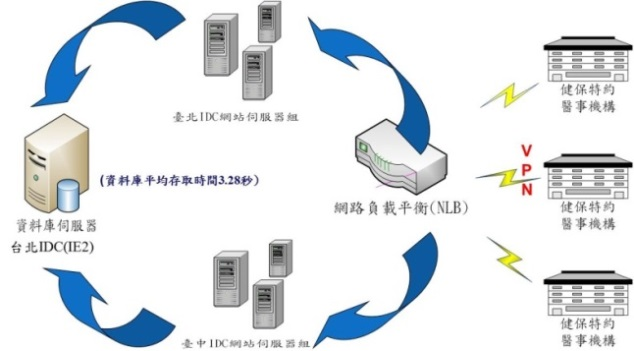 臺北IDC網站伺服器組
健保特約
醫事機構
(資料庫平均存取時間3.28秒)
VPN
網路負載平衡(NLB)
健保特約
醫事機構
資料庫伺服器
台北IDC(IE2)
健保特約
醫事機構
臺中IDC網站伺服器組